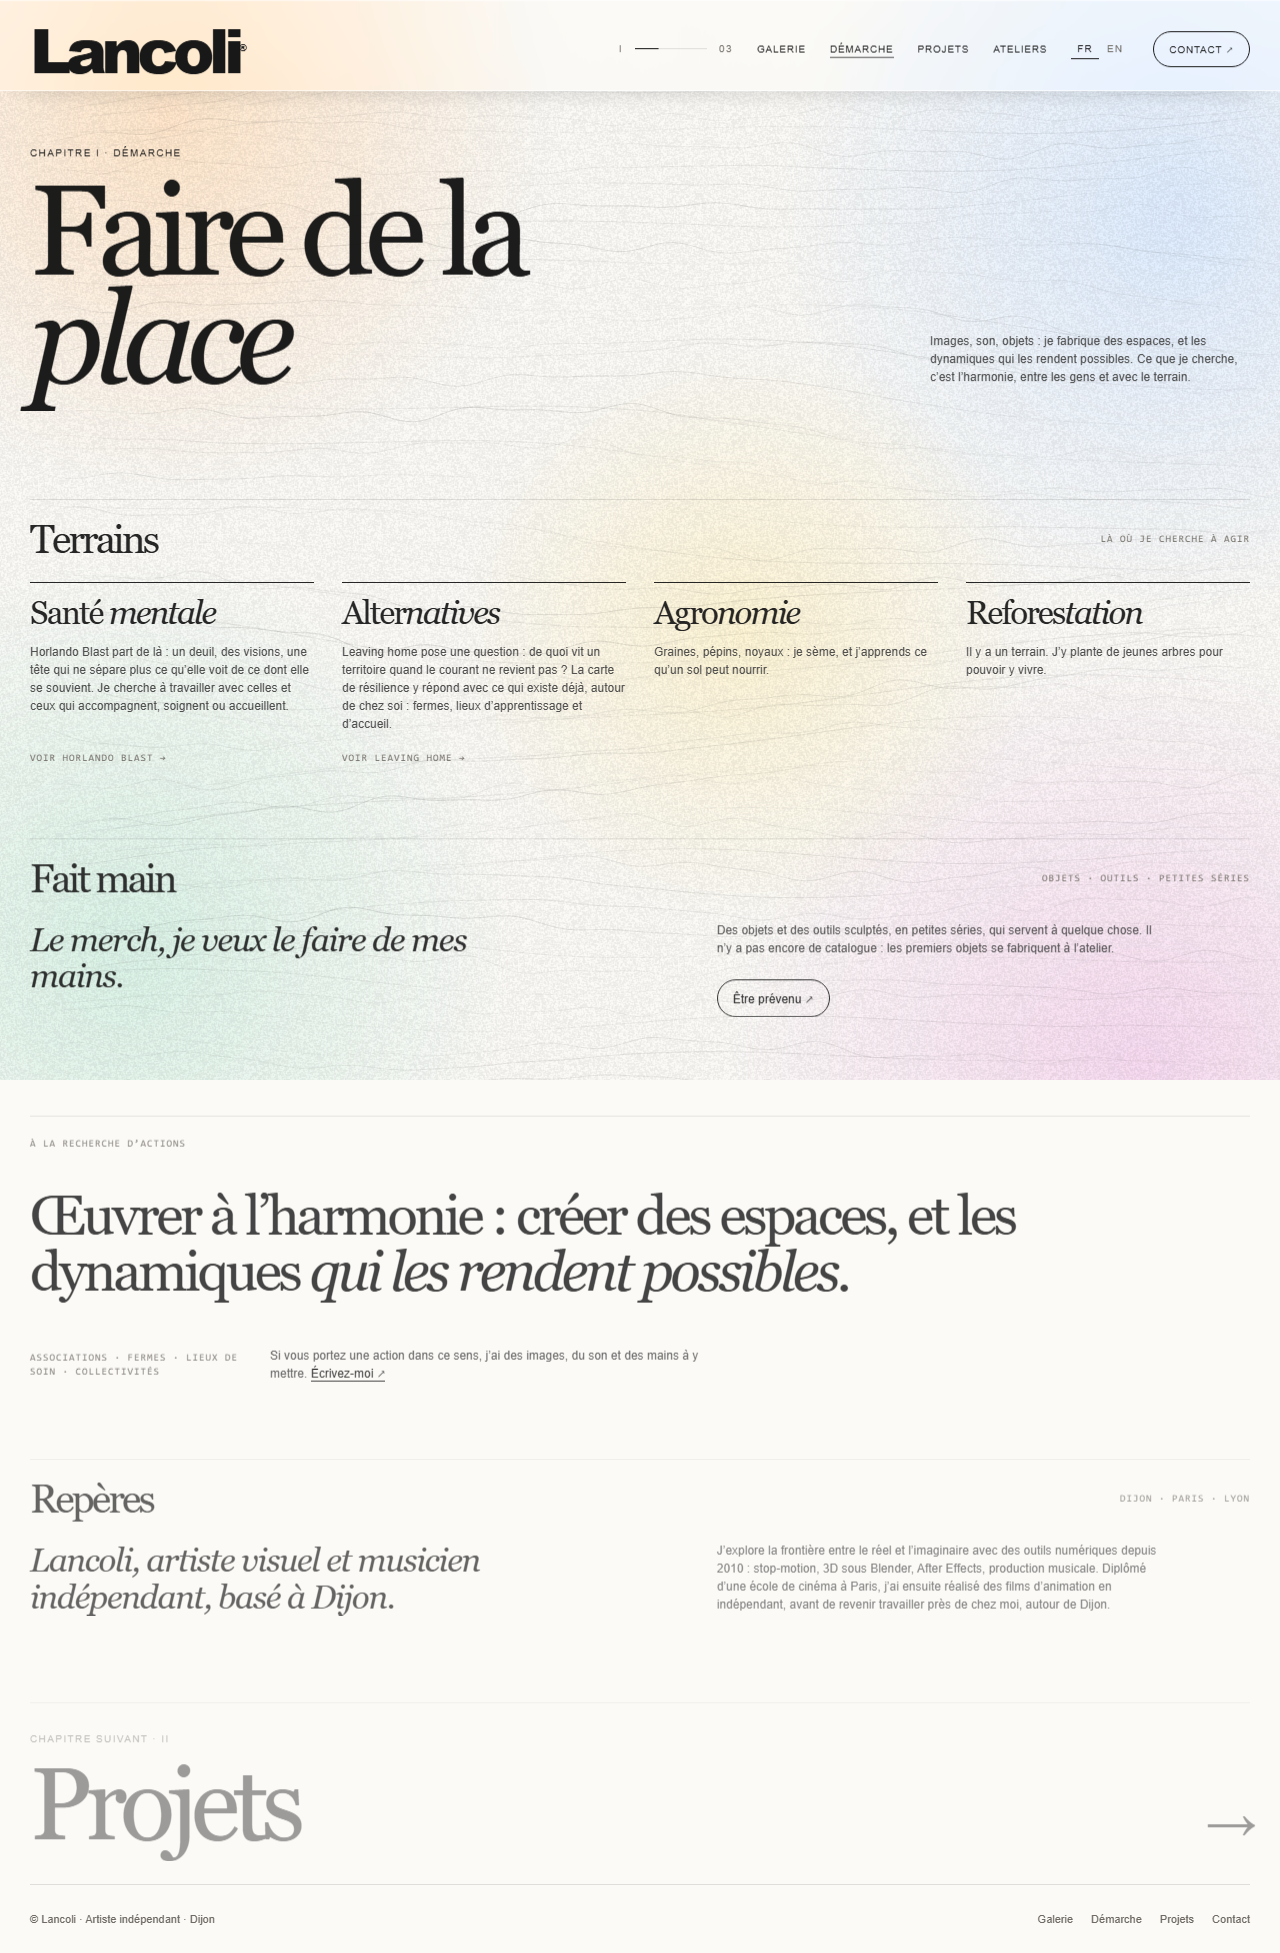 Lancoli®
I 03 GALERIE DÉMARCHE PROJETS ATELIERS FR EN CONTACT ↗
CHAPITRE I · DÉMARCHE
Faire de la
place
Images, son, objets : je fabrique des espaces, et les
dynamiques qui les rendent possibles. Ce que je cherche,
c’est l’harmonie, entre les gens et avec le terrain.
Terrains
LÀ OÙ JE CHERCHE À AGIR
Santé mentale
Horlando Blast part de là : un deuil, des visions, une
tête qui ne sépare plus ce qu’elle voit de ce dont elle
se souvient. Je cherche à travailler avec celles et
ceux qui accompagnent, soignent ou accueillent.
VOIR HORLANDO BLAST →
Alternatives
Leaving home pose une question : de quoi vit un
territoire quand le courant ne revient pas ? La carte
de résilience y répond avec ce qui existe déjà, autour
de chez soi : fermes, lieux d’apprentissage et
d’accueil.
VOIR LEAVING HOME →
Agronomie
Graines, pépins, noyaux : je sème, et j’apprends ce
qu’un sol peut nourrir.
Reforestation
Il y a un terrain. J’y plante de jeunes arbres pour
pouvoir y vivre.
Fait main
OBJETS · OUTILS · PETITES SÉRIES
Le merch, je veux le faire de mes
mains.
Des objets et des outils sculptés, en petites séries, qui servent à quelque chose. Il
n’y a pas encore de catalogue : les premiers objets se fabriquent à l’atelier.
Être prévenu ↗
À LA RECHERCHE D’ACTIONS
Œuvrer à l’harmonie : créer des espaces, et les
dynamiques qui les rendent possibles.
ASSOCIATIONS · FERMES · LIEUX DE
SOIN · COLLECTIVITÉS
Si vous portez une action dans ce sens, j’ai des images, du son et des mains à y
mettre. Écrivez-moi ↗
Repères
DIJON · PARIS · LYON
Lancoli, artiste visuel et musicien
indépendant, basé à Dijon.
J’explore la frontière entre le réel et l’imaginaire avec des outils numériques depuis
2010 : stop-motion, 3D sous Blender, After Effects, production musicale. Diplômé
d’une école de cinéma à Paris, j’ai ensuite réalisé des films d’animation en
indépendant, avant de revenir travailler près de chez moi, autour de Dijon.
CHAPITRE SUIVANT · II
Projets
→
© Lancoli · Artiste indépendant · Dijon
Galerie Démarche Projets Contact